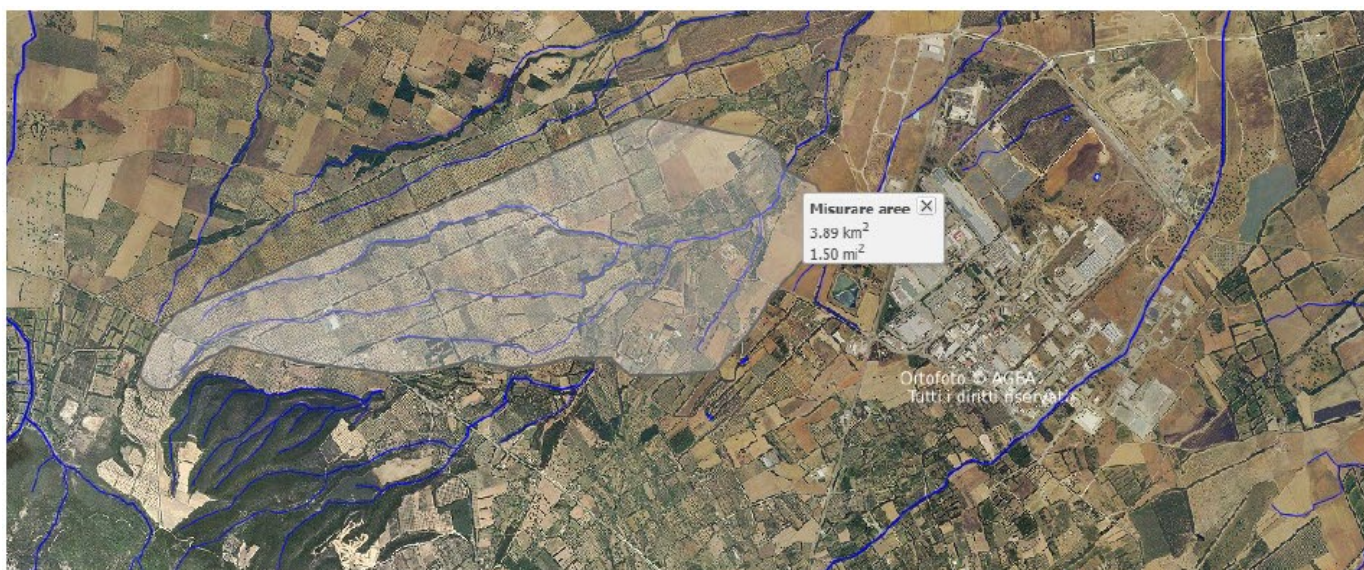 Misurare aree
3.89 km²
1.50 mi²
Ortofoto © AGEA
Tutti i diritti riservati